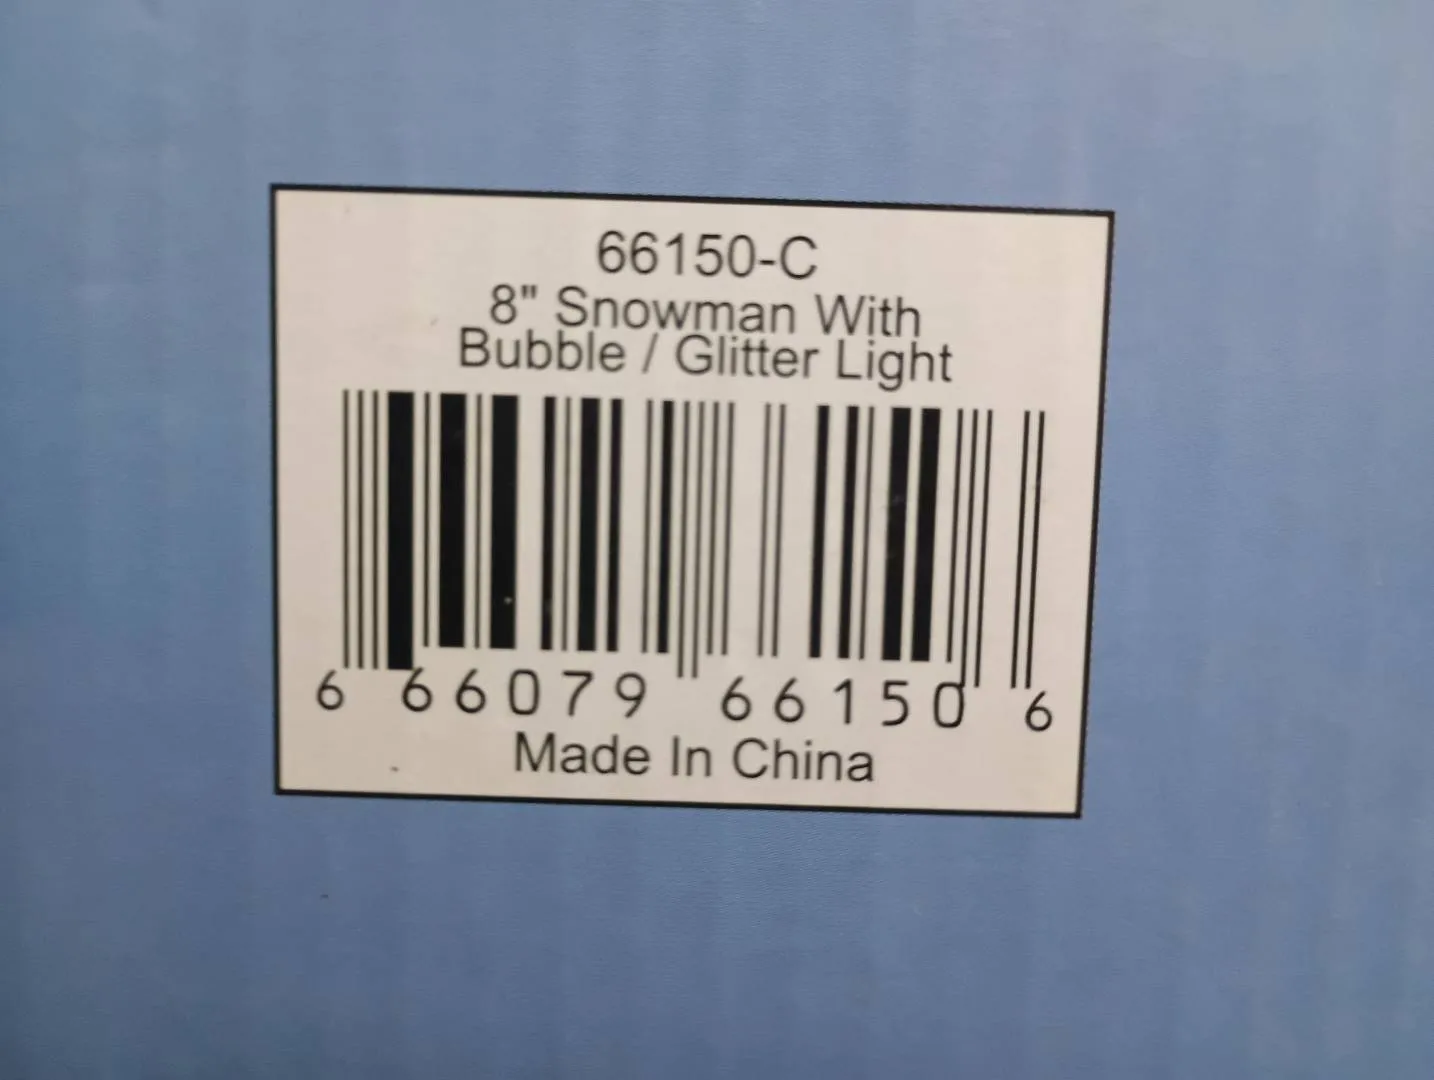 66150-C
8" Snowman With
Bubble / Glitter Light
6 66079 66150 6
Made In China